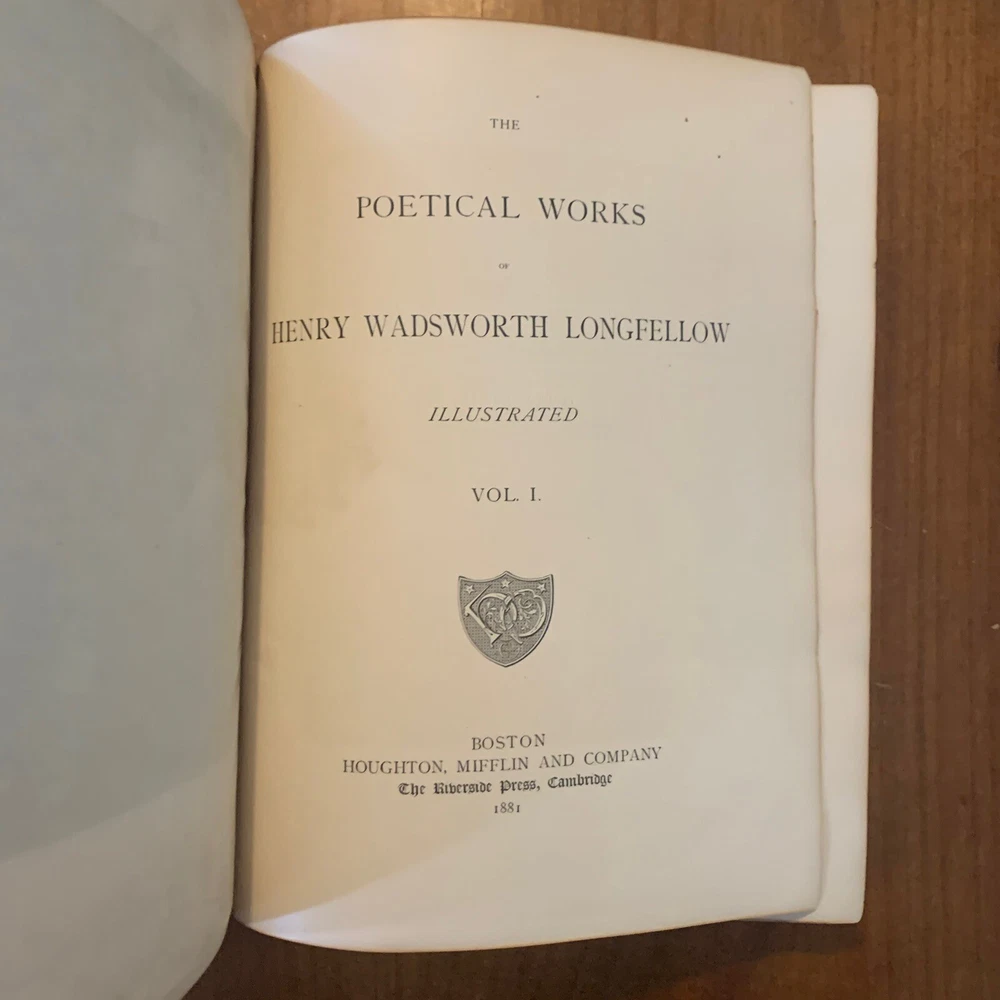 THE
POETICAL WORKS
OF
HENRY WADSWORTH LONGFELLOW
ILLUSTRATED
VOL. I.
BOSTON
HOUGHTON, MIFFLIN AND COMPANY
The Riverside Press, Cambridge
1881